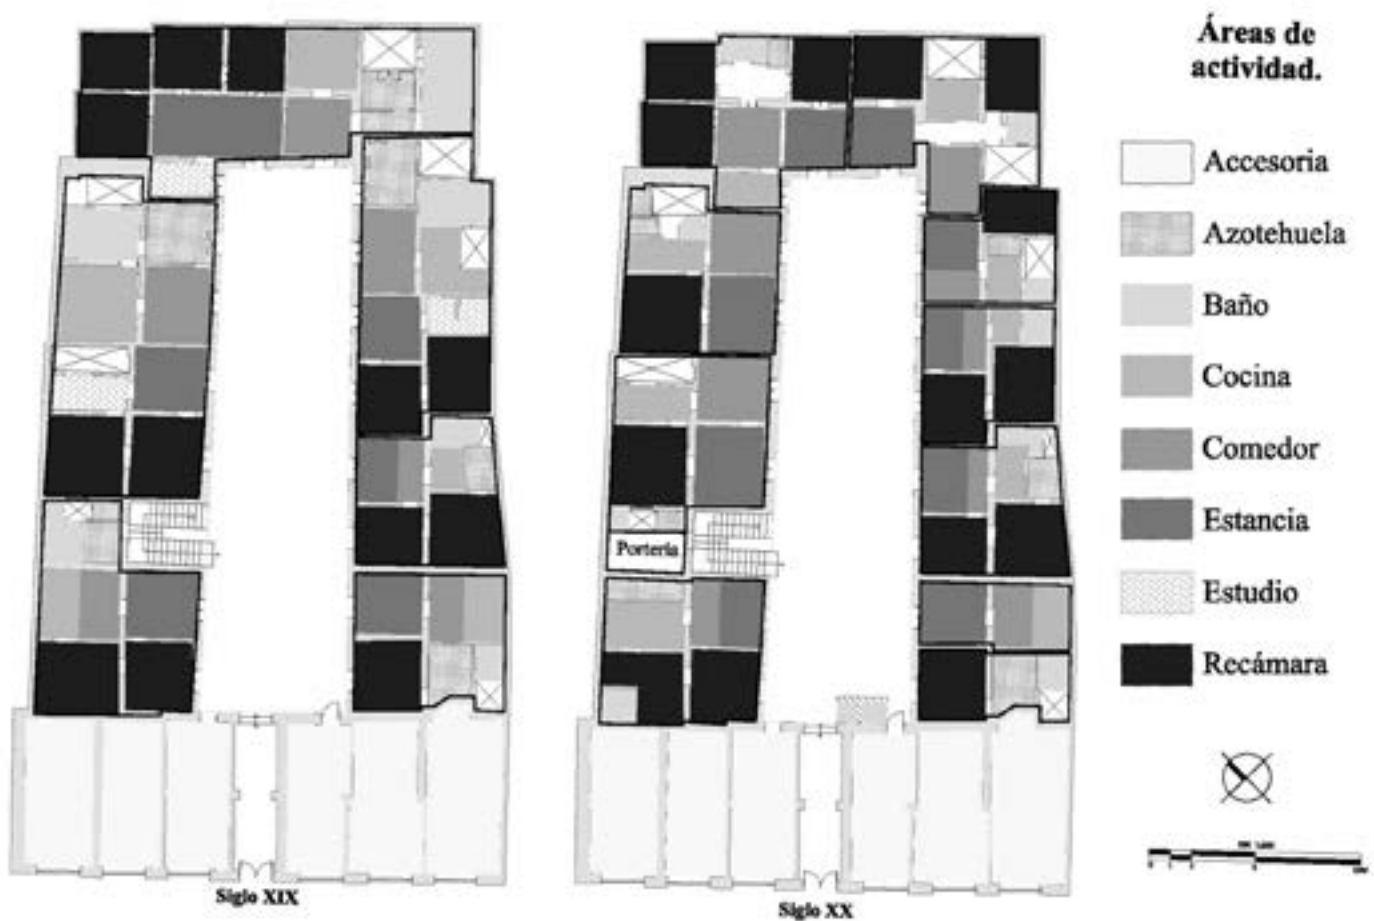 Áreas de
actividad.
Accesoria
Azotehuela
Baño
Cocina
Comedor
Estancia
Estudio
Recámara
Portería
Siglo XIX
Siglo XX